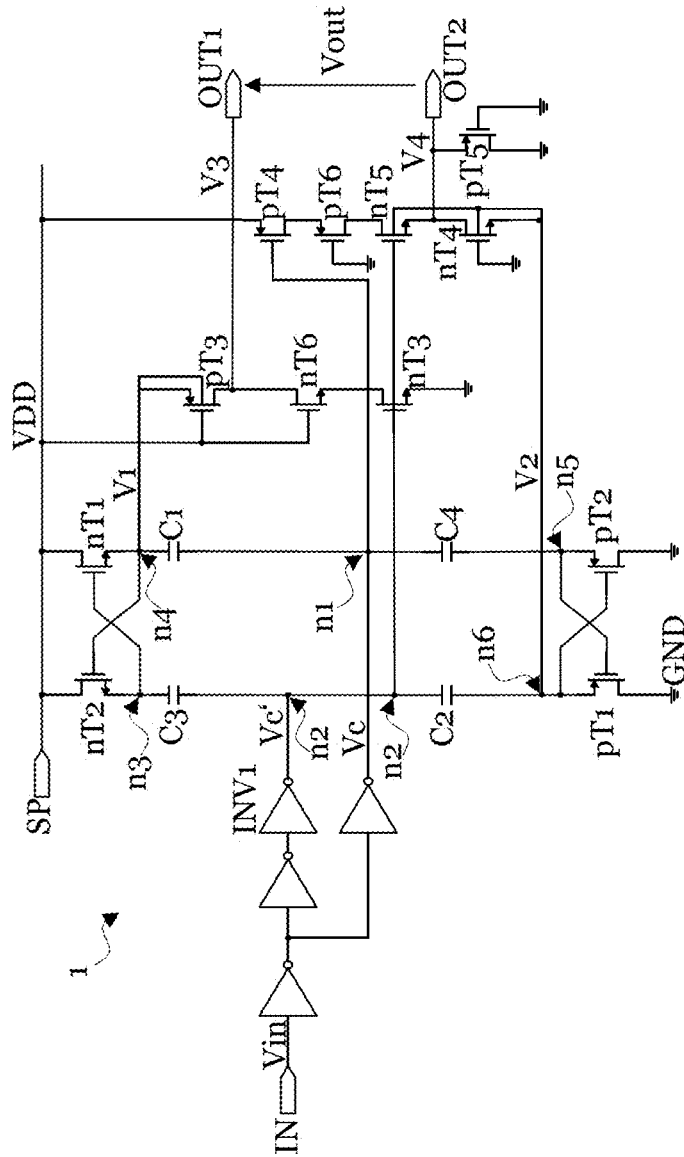 1
SP
VDD
nT2
nT1
V1
n3
n4
C3
C1
pT3
V3
OUT1
Vout
pT4
pT6
nT6
nT5
nT3
V4
OUT2
pT5
nT4
IN
Vin
INV1
Vc'
n2
Vc
n2
n1
C2
C4
n6
V2
n5
pT1
pT2
GND